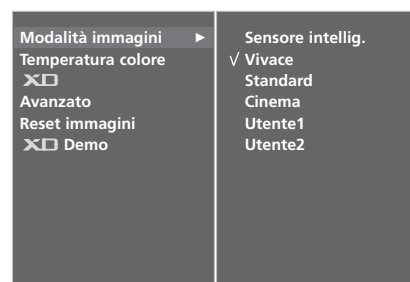 Modalità immagini ►
Temperatura colore
XD
Avanzato
Reset immagini
XD Demo
Sensore intellig.
√ Vivace
Standard
Cinema
Utente1
Utente2